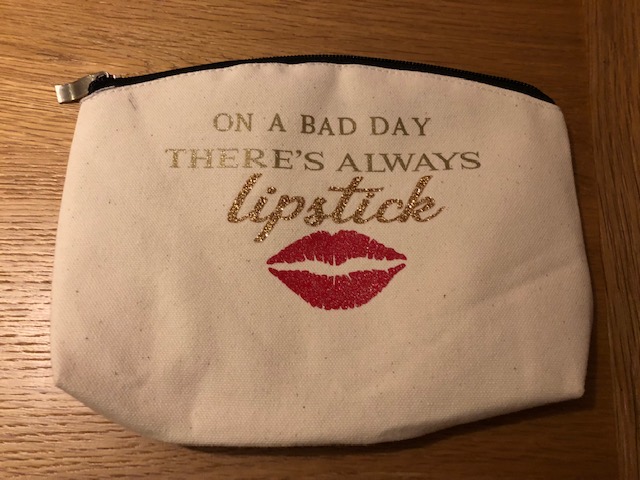 ON A BAD DAY
THERE'S ALWAYS
lipstick